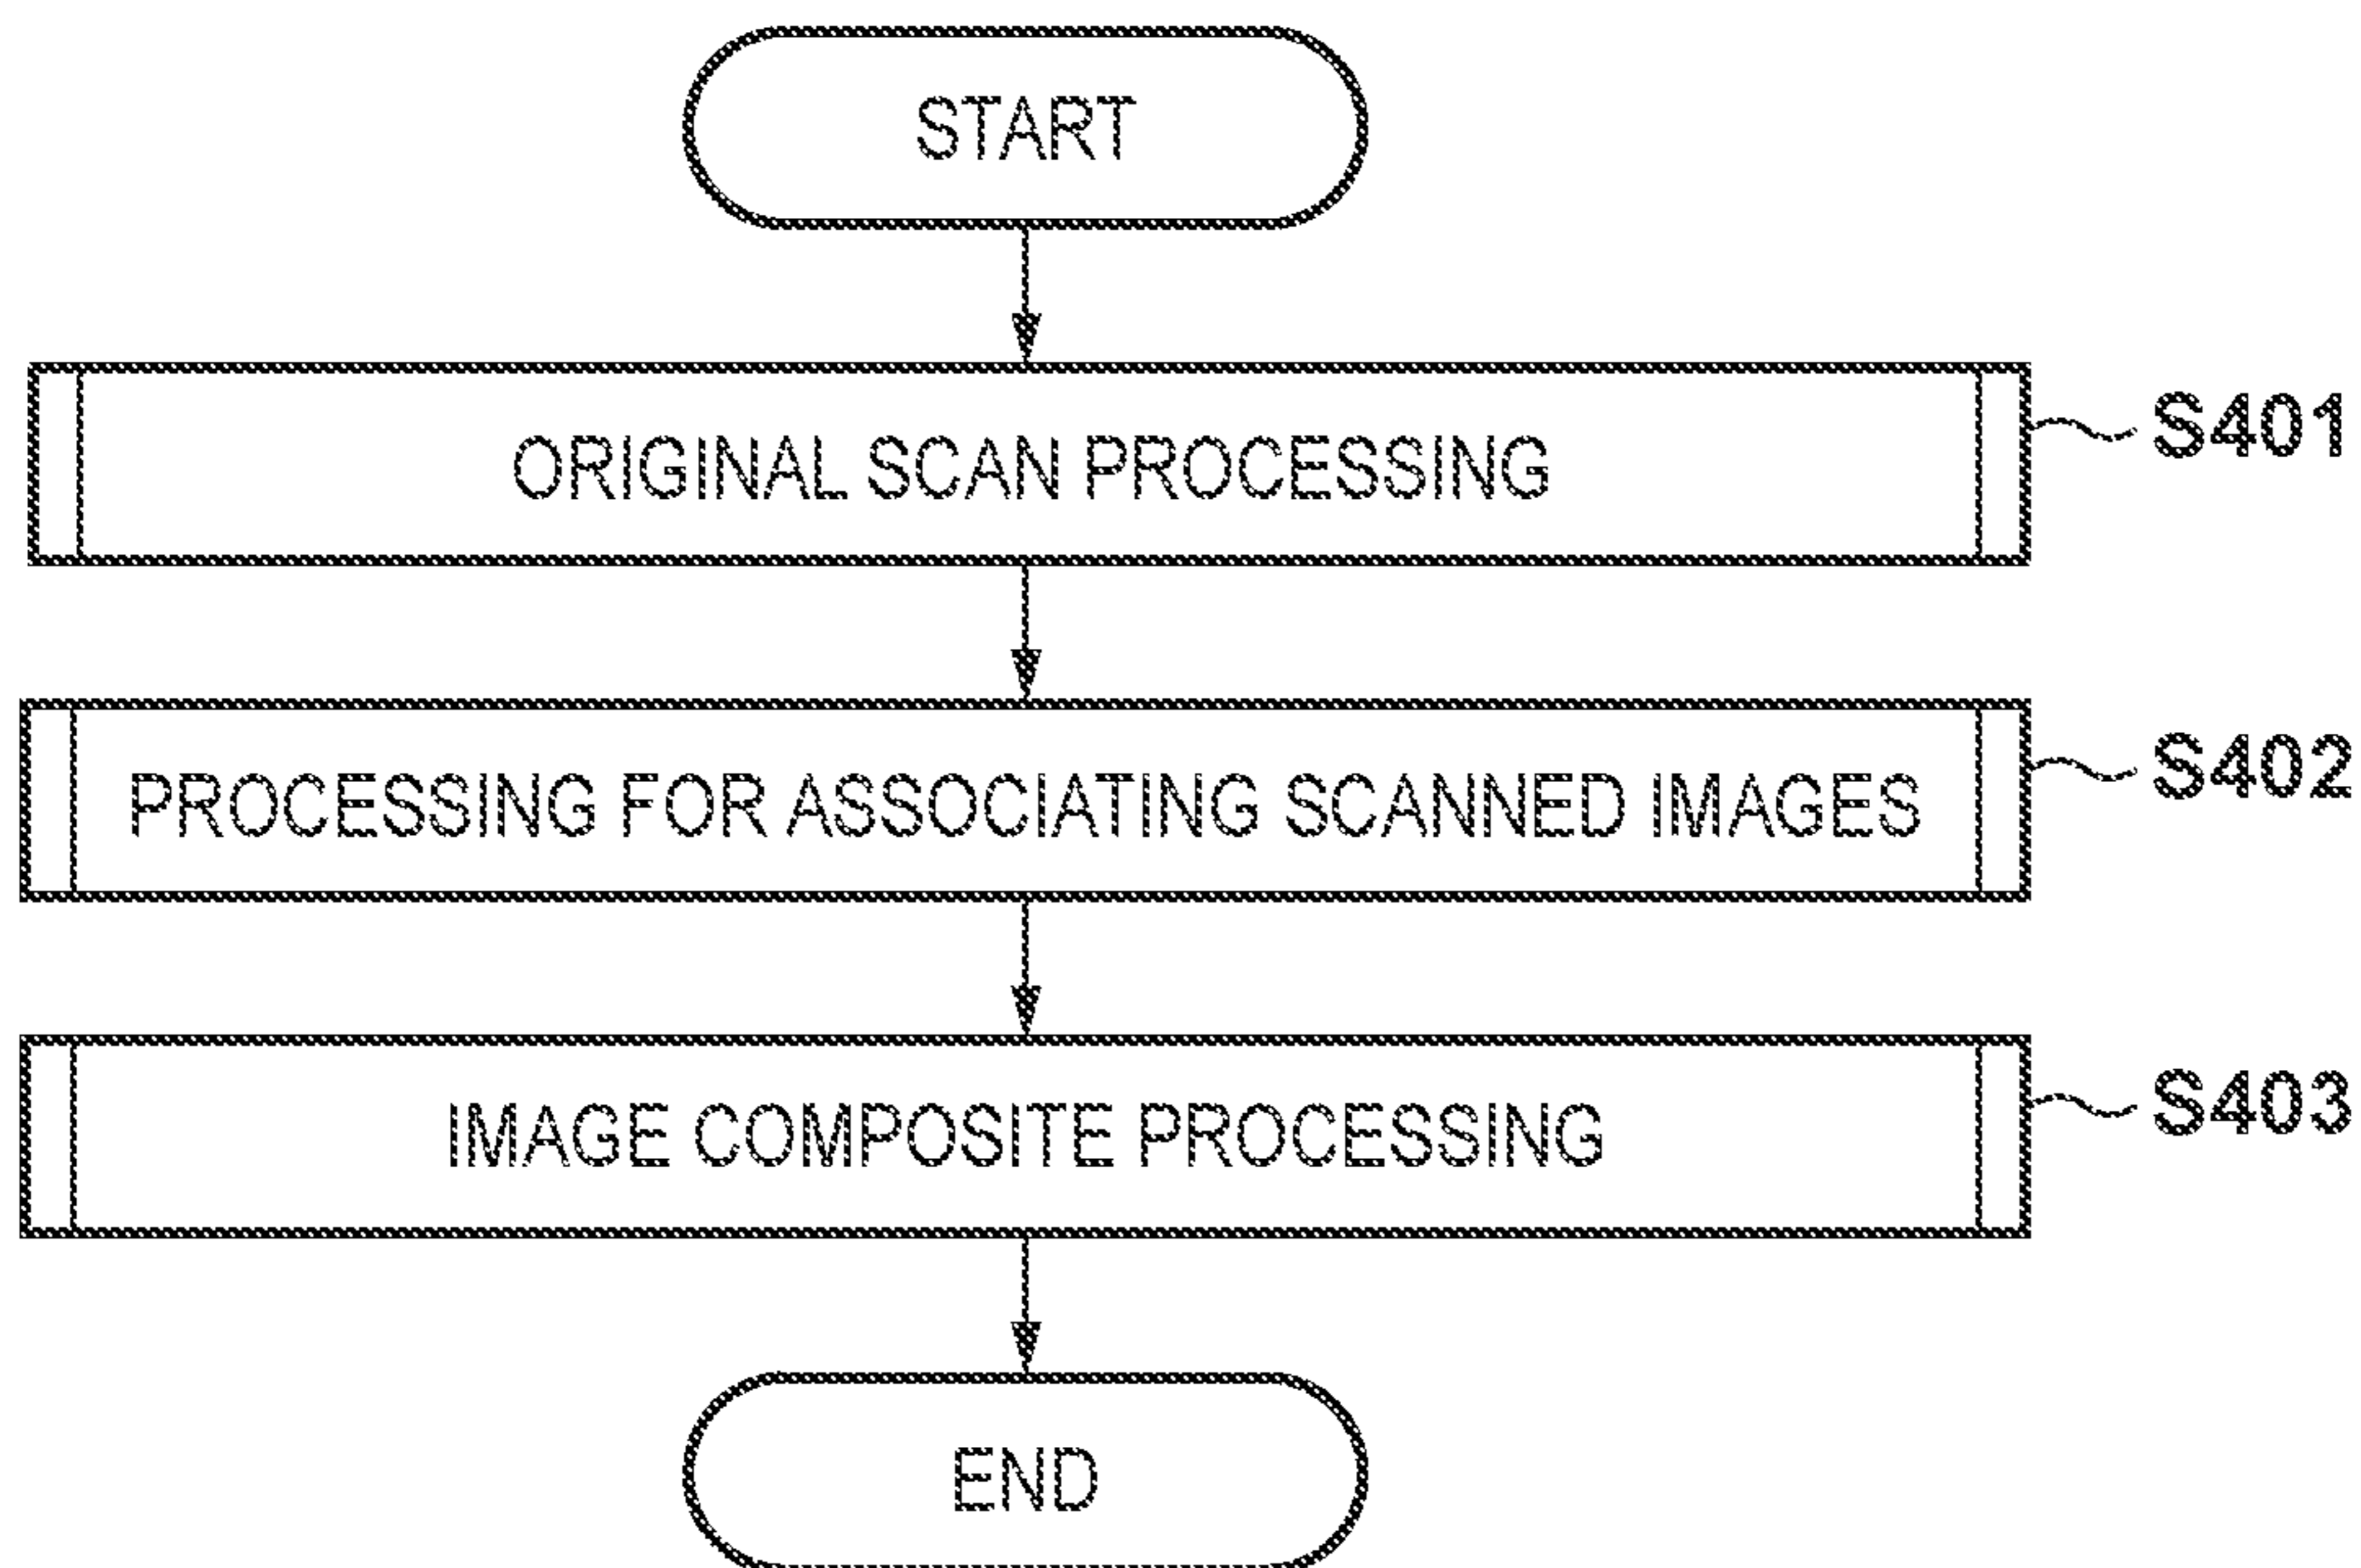 START
ORIGINAL SCAN PROCESSING
S401
PROCESSING FOR ASSOCIATING SCANNED IMAGES
S402
IMAGE COMPOSITE PROCESSING
S403
END